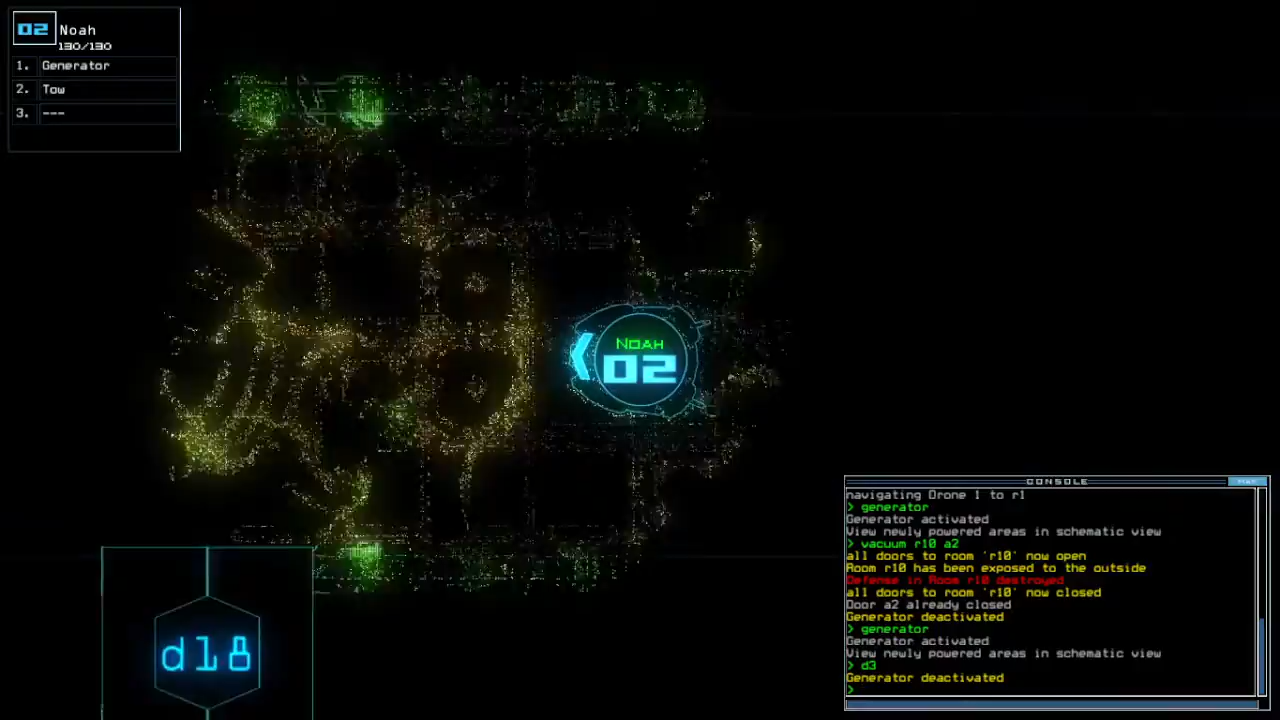 02 Noah
130/130
1. Generator
2. Tow
3. ---
Noah
02
d18
CONSOLE
navigating Drone 1 to r1
> generator
Generator activated
View newly powered areas in schematic view
> vacuum r10 a2
all doors to room 'r10' now open
Room r10 has been exposed to the outside
Defense in Room r10 destroyed
all doors to room 'r10' now closed
Door a2 already closed
Generator deactivated
> generator
Generator activated
View newly powered areas in schematic view
> d3
Generator deactivated
>